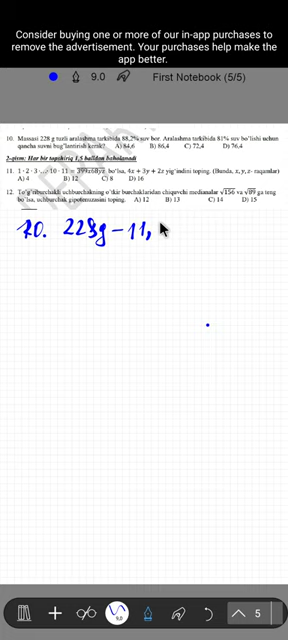 Consider buying one or more of our in-app purchases to
remove the advertisement. Your purchases help make the
app better.
9.0 First Notebook (5/5)
10. Massasi 228 g tuzli aralashma tarkibida 88,2% suv bor. Aralashma tarkibida 81% suv bo'lishi uchun
qancha suvni bug'lantirish kerak? A) 84,6 B) 86,4 C) 72,4 D) 76,4
2-qism: Har bir topshiriq 1,5 balldan baholanadi
11. 1 · 2 · 3 · … · 10 · 11 = 399x68yz bo'lsa, 4x + 3y + 2z yig'indini toping. (Bunda, x, y, z- raqamlar)
A) 4 B) 12 C) 8 D) 16
12. To'g'riburchakli uchburchakning o'tkir burchaklaridan chiquvchi medianalar √156 va √89 ga teng
bo'lsa, uchburchak gipotenuzasini toping. A) 12 B) 13 C) 14 D) 15
10. 228g - 11,
9,0
5